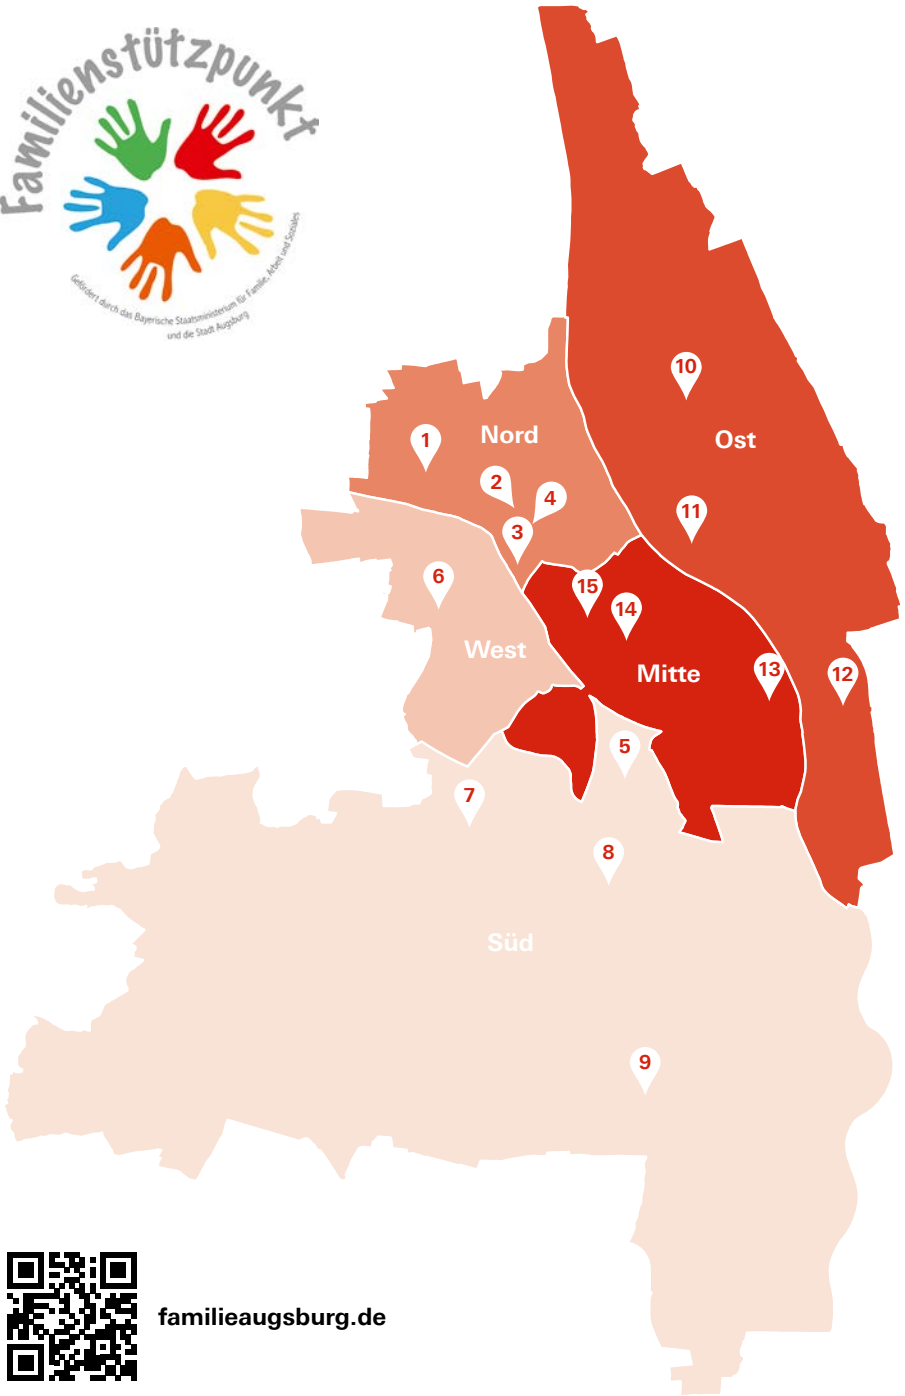 Familienstützpunkt
Gefördert durch das Bayerische Staatsministerium für Familie, Arbeit und Soziales
und die Stadt Augsburg
10
Nord
Ost
1
2
4
11
3
6
15
14
West
Mitte
13
12
5
7
8
Süd
9
familieaugsburg.de